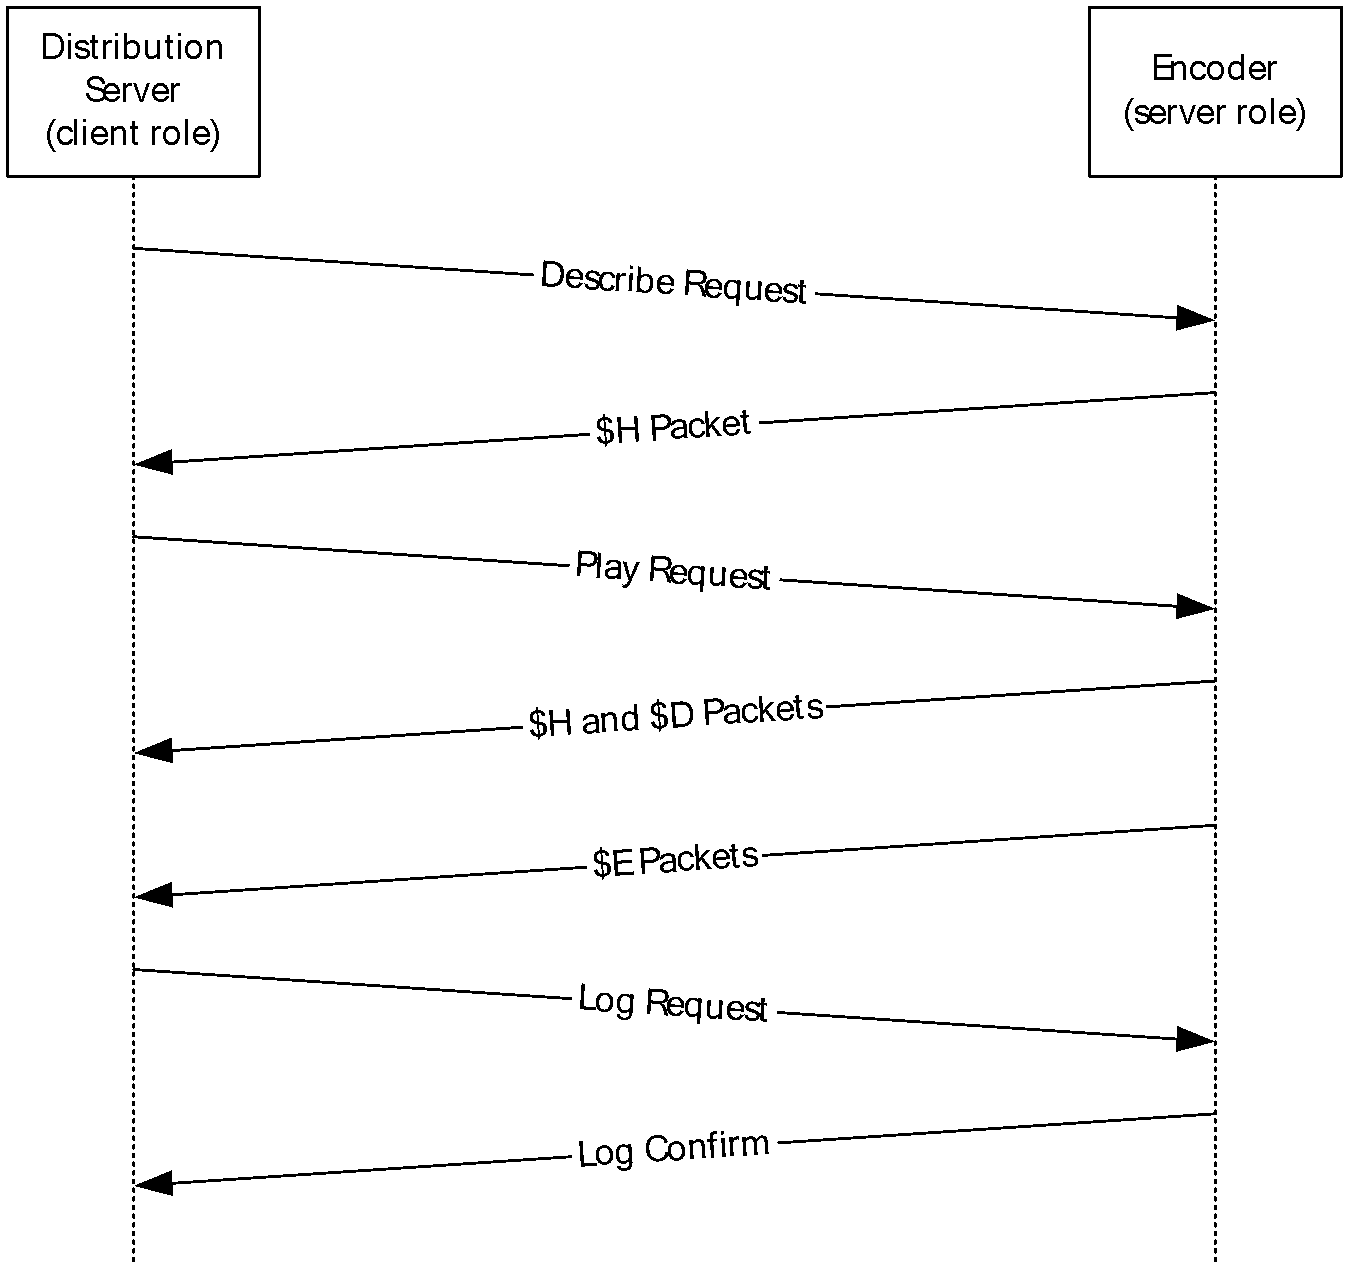 Distribution
Server
(client role)
Encoder
(server role)
Describe Request
$H Packet
Play Request
$H and $D Packets
$E Packets
Log Request
Log Confirm